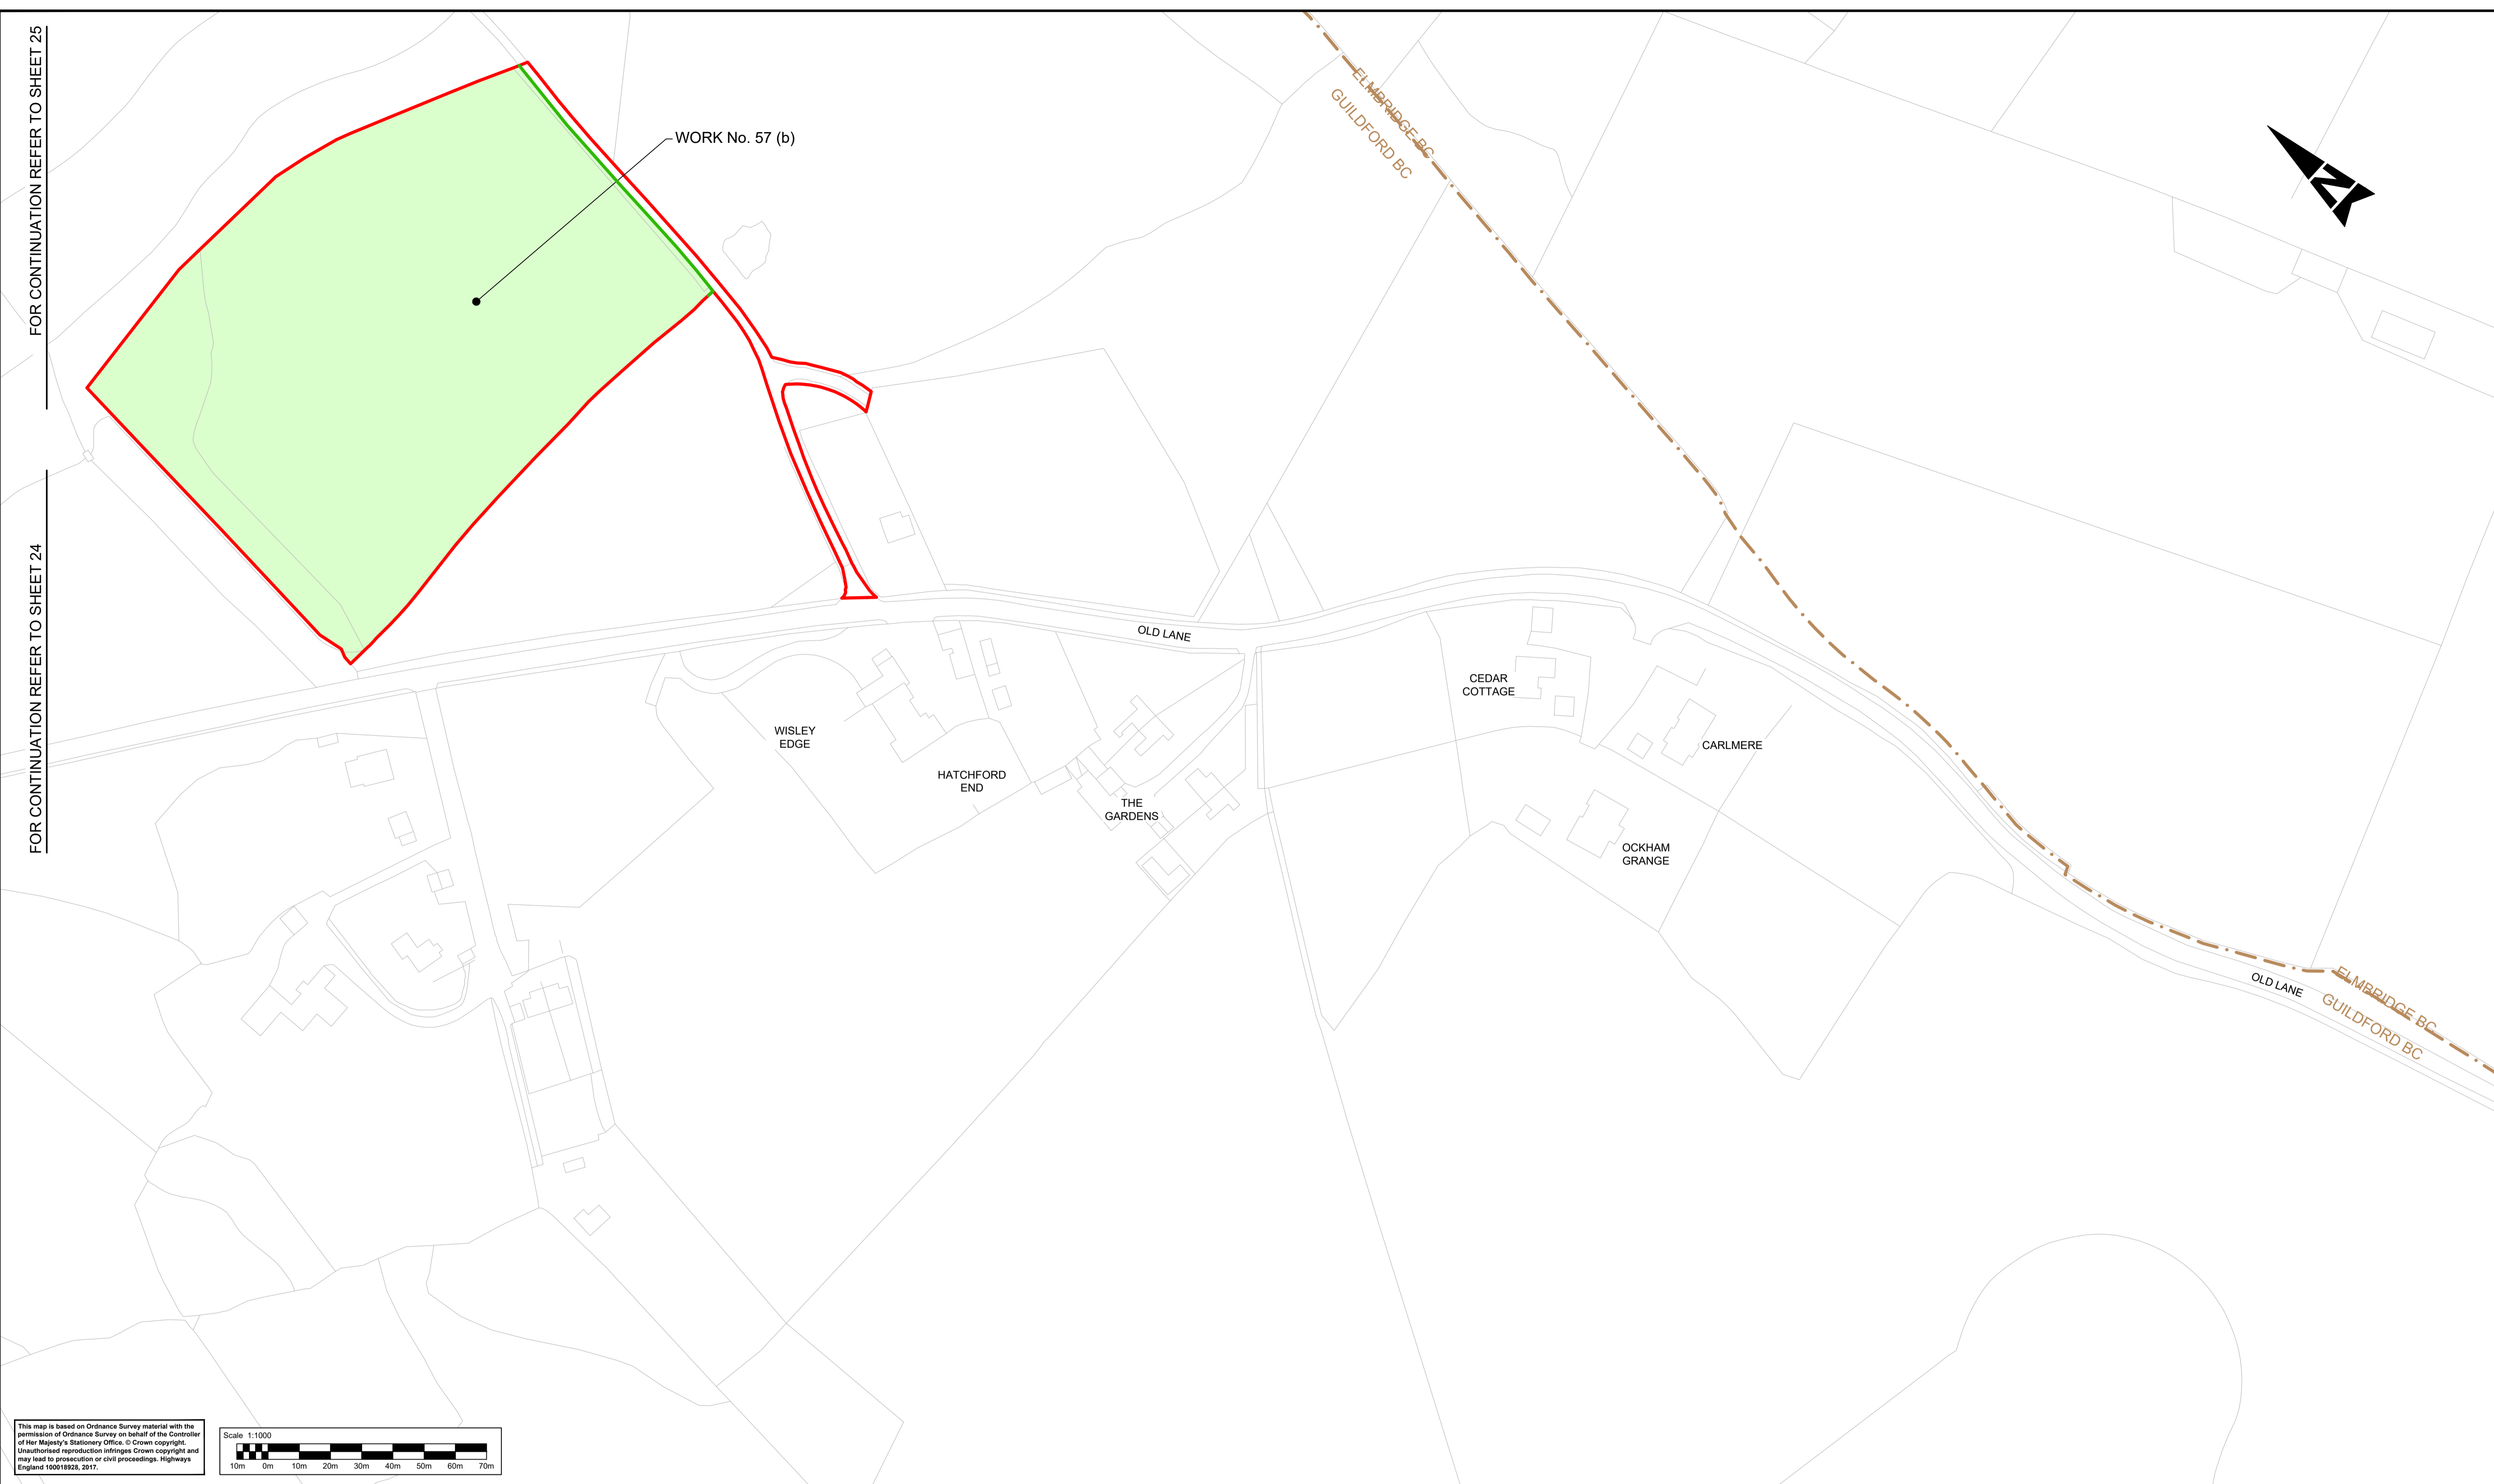 FOR CONTINUATION REFER TO SHEET 25
FOR CONTINUATION REFER TO SHEET 24
WORK No. 57 (b)
ELMBRIDGE BC
GUILDFORD BC
N
OLD LANE
WISLEY
EDGE
HATCHFORD
END
THE
GARDENS
CEDAR
COTTAGE
CARLMERE
OCKHAM
GRANGE
OLD LANE
ELMBRIDGE BC
GUILDFORD BC
This map is based on Ordnance Survey material with the
permission of Ordnance Survey on behalf of the Controller
of Her Majesty's Stationery Office. © Crown copyright.
Unauthorised reproduction infringes Crown copyright and
may lead to prosecution or civil proceedings. Highways
England 100018928, 2017.
Scale 1:1000
10m 0m 10m 20m 30m 40m 50m 60m 70m